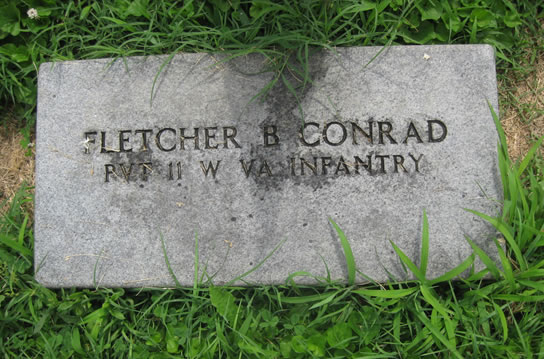 FLETCHER B CONRAD
PVT 11 W VA INFANTRY